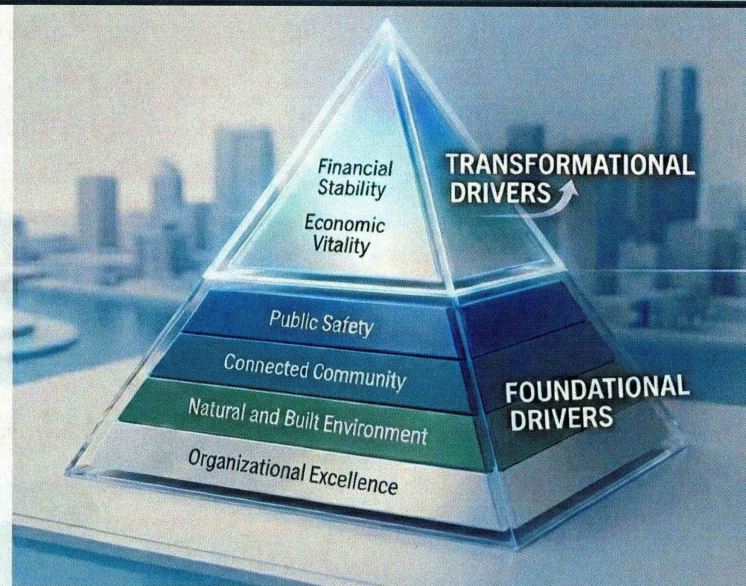 Financial
Stability
Economic
Vitality
TRANSFORMATIONAL
DRIVERS
Public Safety
Connected Community
Natural and Built Environment
Organizational Excellence
FOUNDATIONAL
DRIVERS